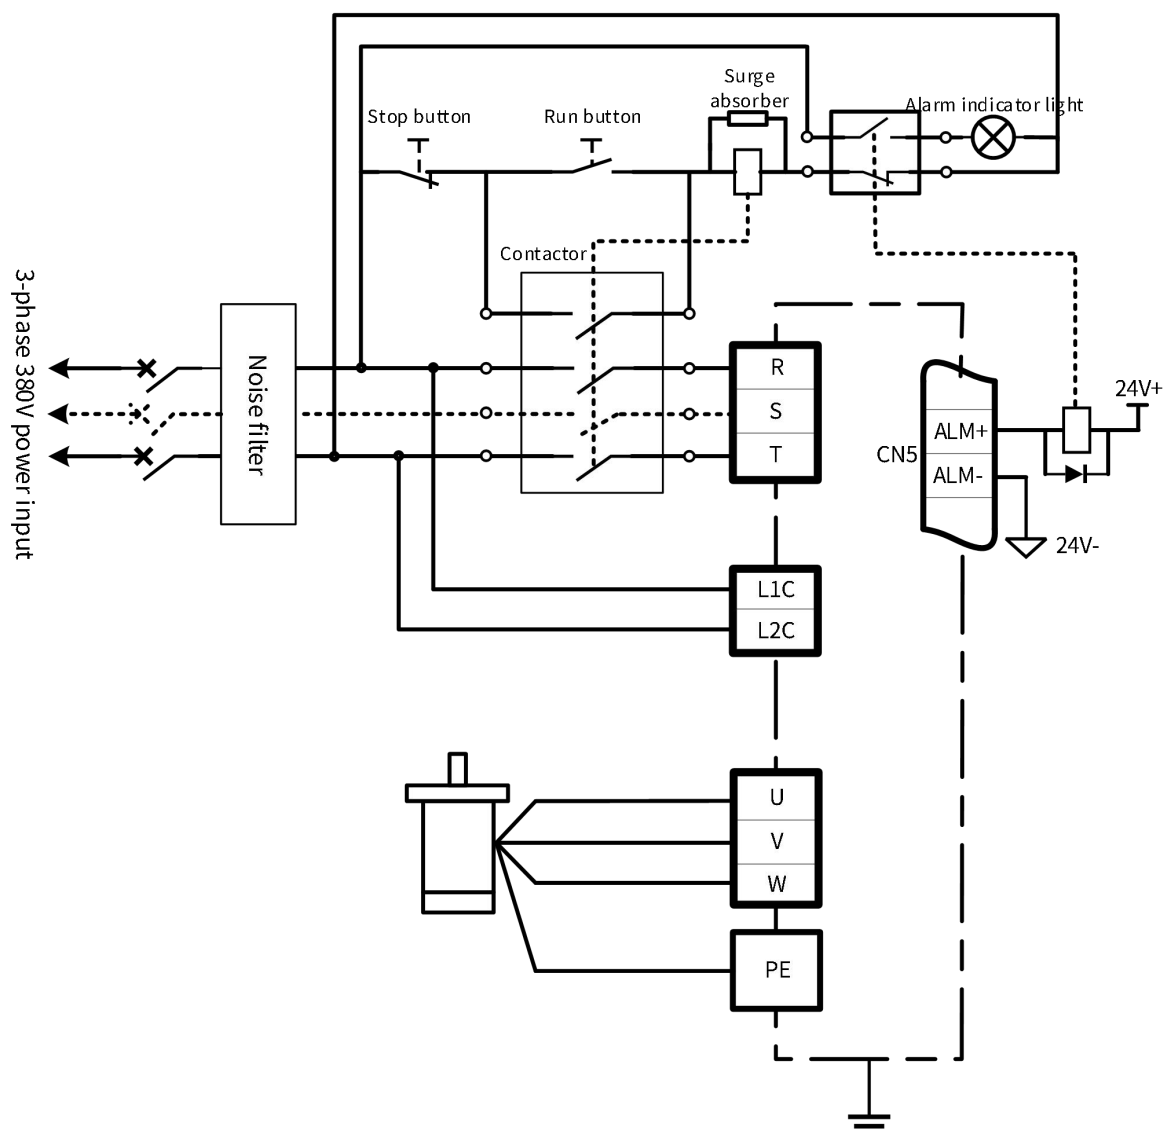 Surge
absorber
Alarm indicator light
Stop button
Run button
Contactor
3-phase 380V power input
Noise filter
R
S
T
24V+
ALM+
CN5
ALM-
24V-
L1C
L2C
U
V
W
PE